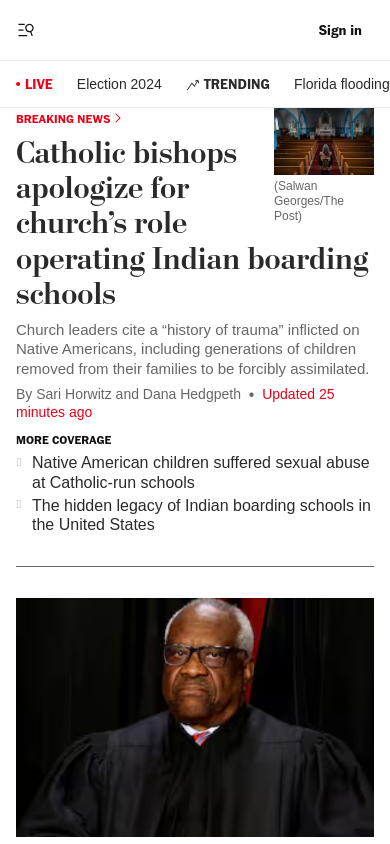 Sign in
LIVE
Election 2024
TRENDING
Florida flooding
BREAKING NEWS
Catholic bishops
apologize for
church’s role
operating Indian boarding
schools
(Salwan
Georges/The
Post)
Church leaders cite a “history of trauma” inflicted on
Native Americans, including generations of children
removed from their families to be forcibly assimilated.
By Sari Horwitz and Dana Hedgpeth • Updated 25
minutes ago
MORE COVERAGE
Native American children suffered sexual abuse
at Catholic-run schools
The hidden legacy of Indian boarding schools in
the United States